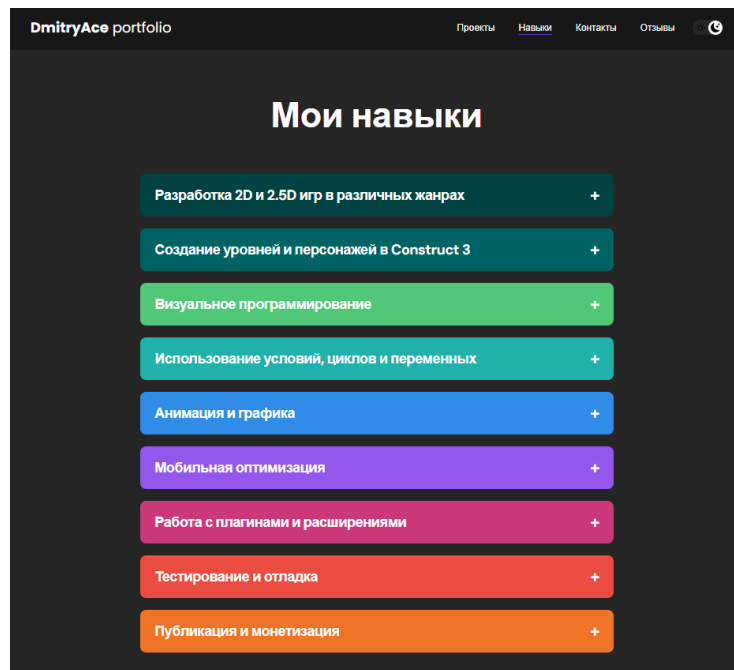 DmitryAce portfolio Проекты Навыки Контакты Отзывы
Мои навыки
Разработка 2D и 2.5D игр в различных жанрах +
Создание уровней и персонажей в Construct 3 +
Визуальное программирование +
Использование условий, циклов и переменных +
Анимация и графика +
Мобильная оптимизация +
Работа с плагинами и расширениями +
Тестирование и отладка +
Публикация и монетизация +